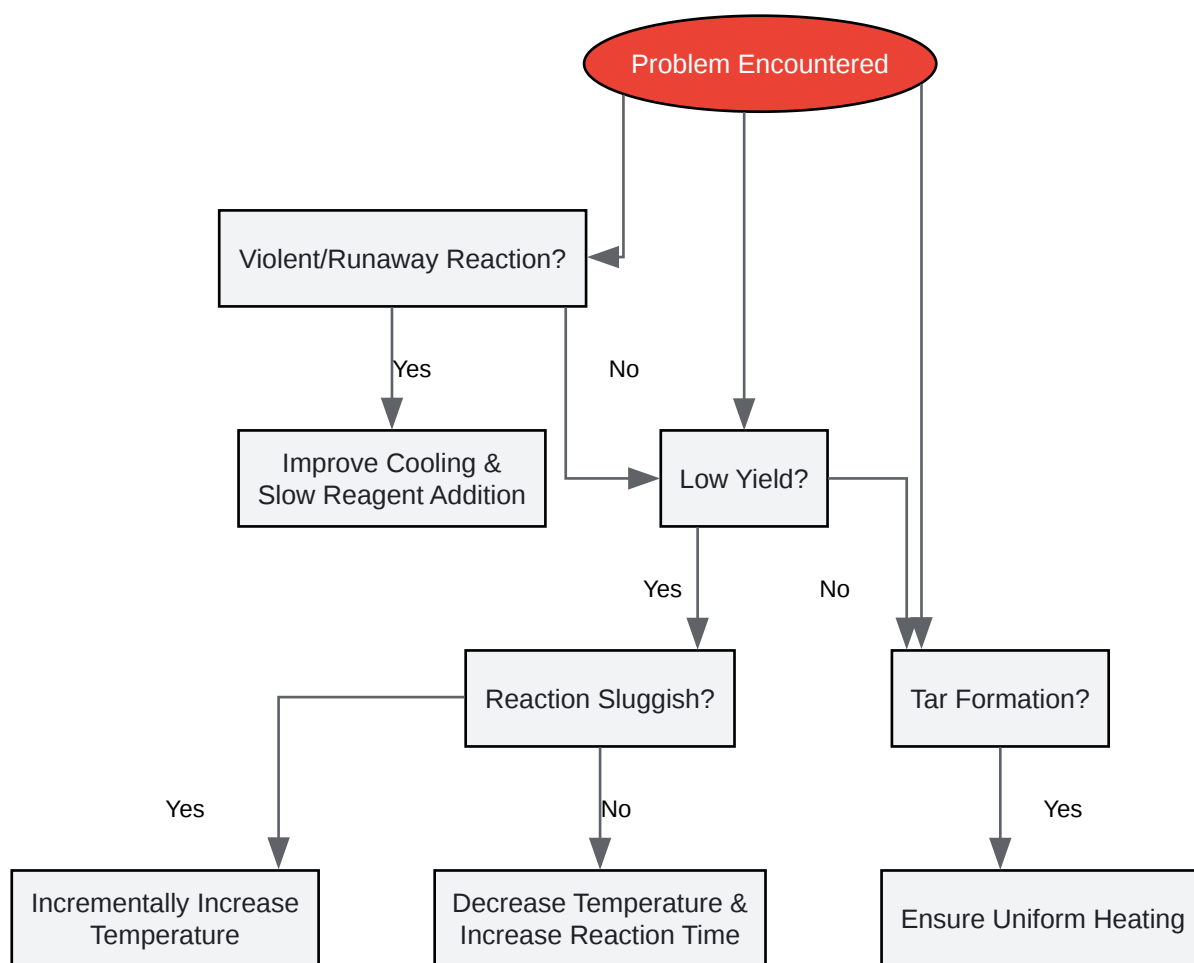 Problem Encountered
Violent/Runaway Reaction?
Yes
No
Improve Cooling &
Slow Reagent Addition
Low Yield?
Yes
No
Reaction Sluggish?
Tar Formation?
Yes
No
Yes
Incrementally Increase
Temperature
Decrease Temperature &
Increase Reaction Time
Ensure Uniform Heating